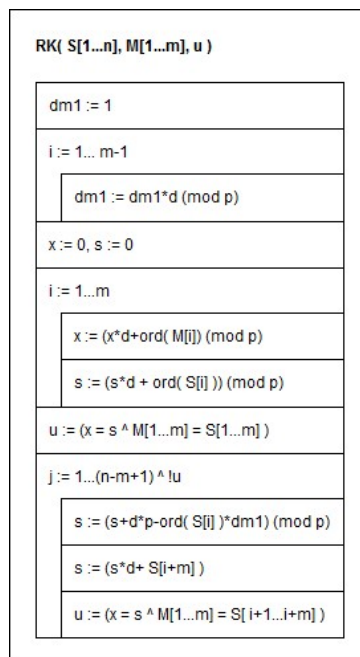 RK( S[1...n], M[1...m], u )
dm1 := 1
i := 1... m-1
dm1 := dm1*d (mod p)
x := 0, s := 0
i := 1...m
x := (x*d+ord( M[i]) (mod p)
s := (s*d + ord( S[i] )) (mod p)
u := (x = s ^ M[1...m] = S[1...m] )
j := 1...(n-m+1) ^ !u
s := (s+d*p-ord( S[i] )*dm1) (mod p)
s := (s*d+ S[i+m] )
u := (x = s ^ M[1...m] = S[ i+1...i+m] )